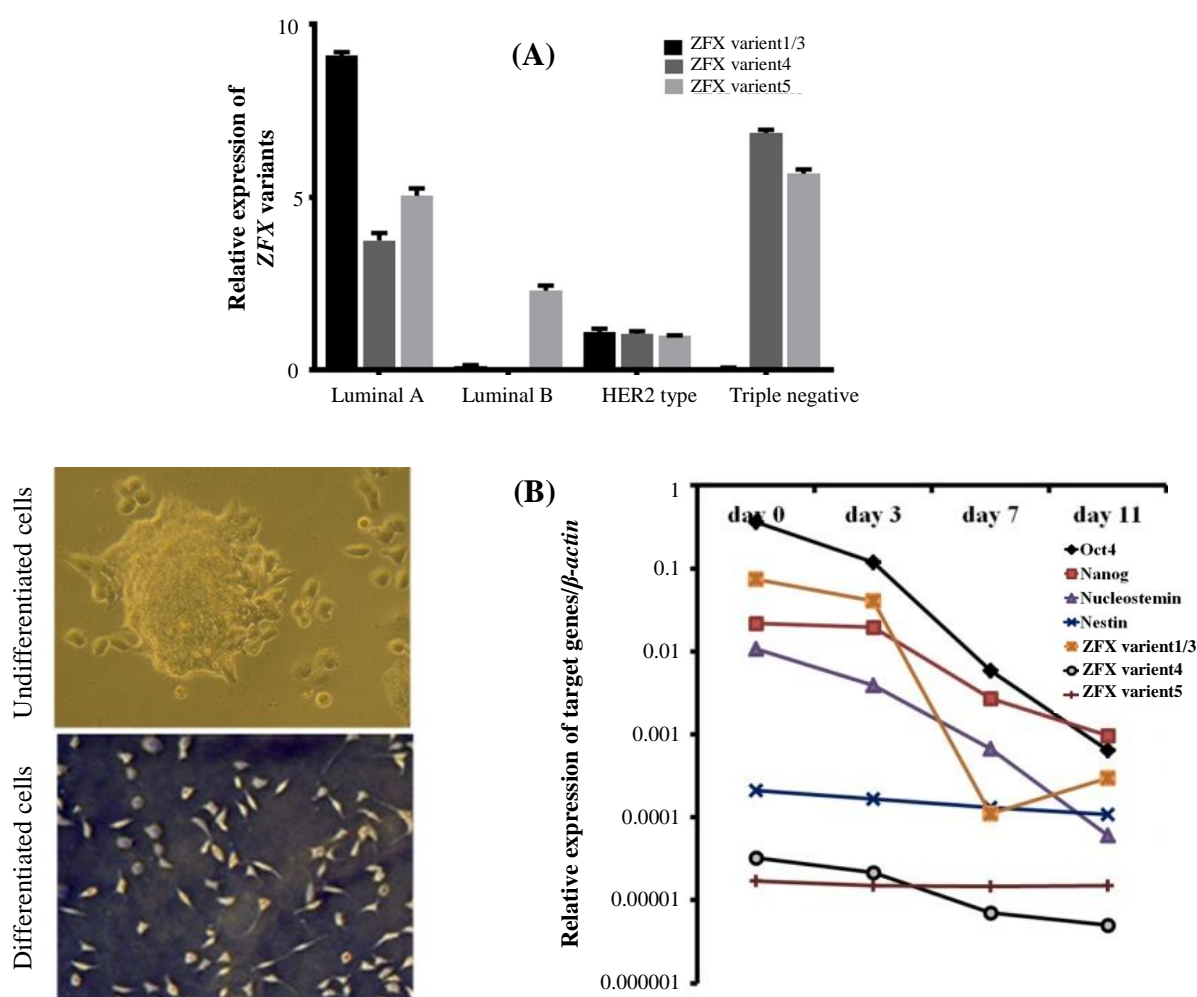 (A)
10
5
0
Relative expression of
ZFX variants
ZFX varient1/3
ZFX varient4
ZFX varient5
Luminal A
Luminal B
HER2 type
Triple negative
Undifferentiated cells
Differentiated cells
(B)
Relative expression of target genes/β-actin
1
0.1
0.01
0.001
0.0001
0.00001
0.000001
day 0
day 3
day 7
day 11
Oct4
Nanog
Nucleostemin
Nestin
ZFX varient1/3
ZFX varient4
ZFX varient5